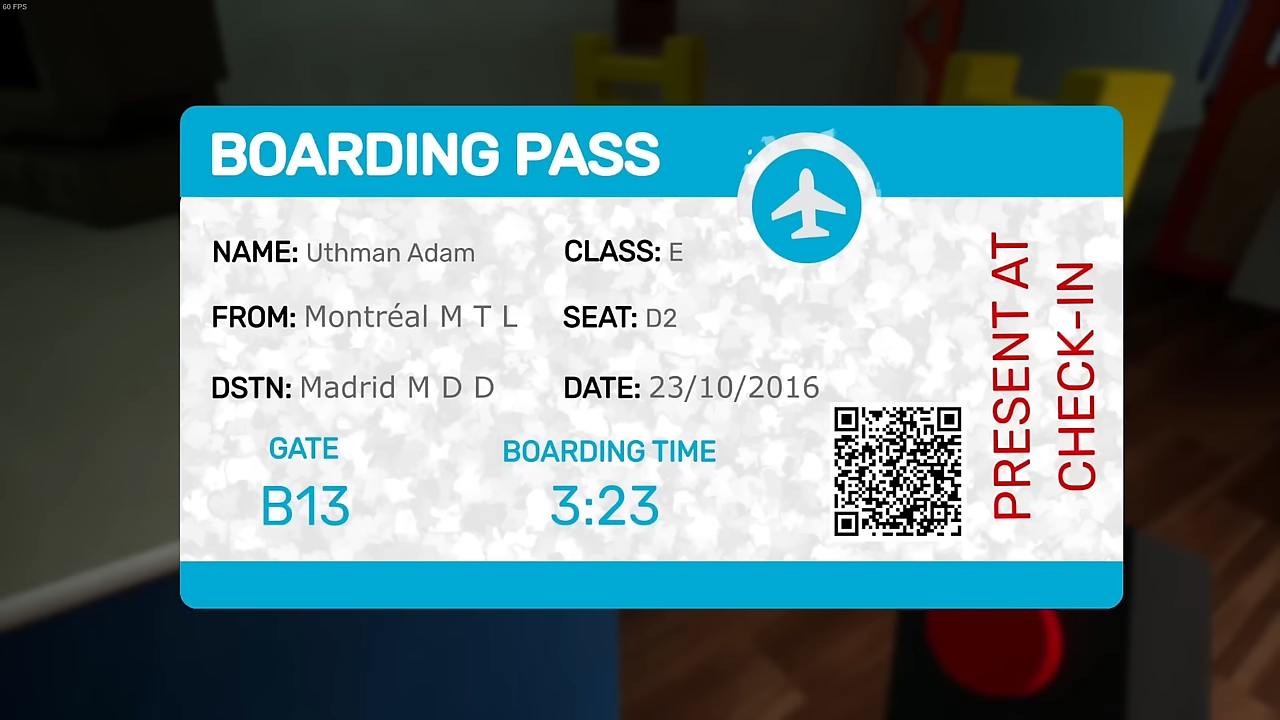 60 FPS
BOARDING PASS
NAME: Uthman Adam
CLASS: E
FROM: Montréal M T L
SEAT: D2
DSTN: Madrid M D D
DATE: 23/10/2016
GATE
B13
BOARDING TIME
3:23
PRESENT AT
CHECK-IN